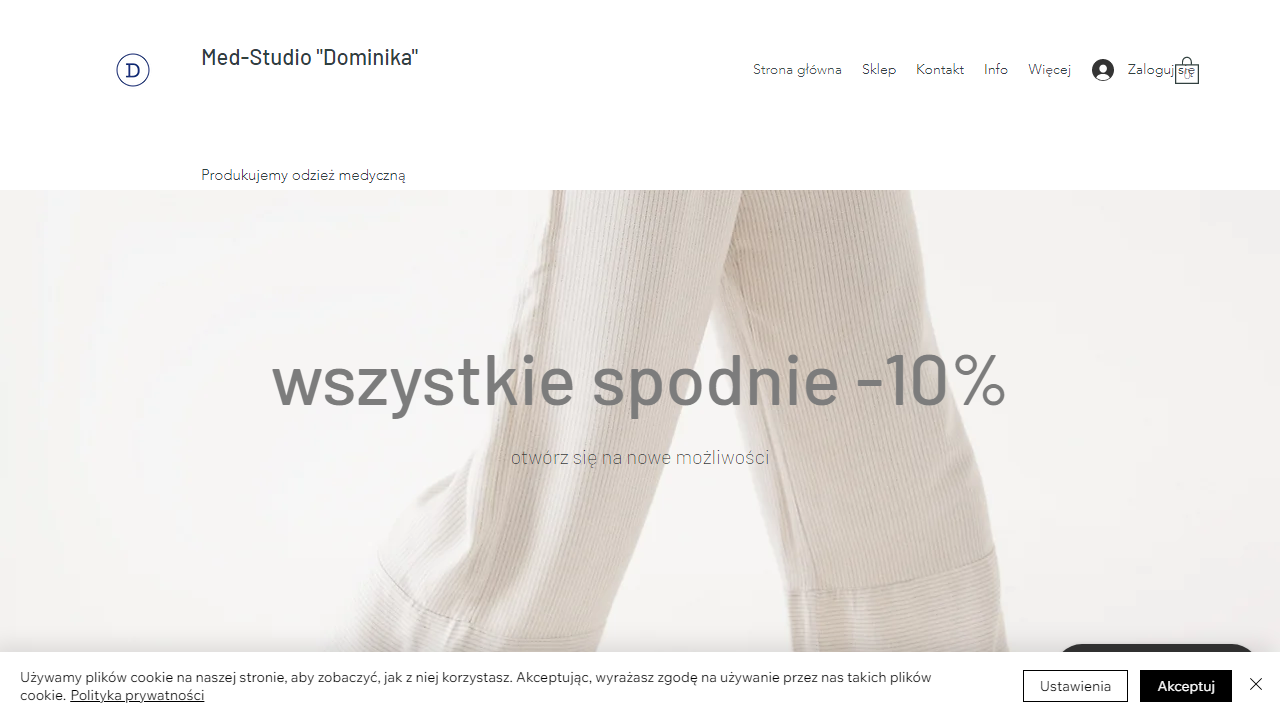 D
Med-Studio "Dominika"
Strona główna Sklep Kontakt Info Więcej Zaloguj się
0
Produkujemy odzież medyczną
wszystkie spodnie -10%
otwórz się na nowe możliwości
Używamy plików cookie na naszej stronie, aby zobaczyć, jak z niej korzystasz. Akceptując, wyrażasz zgodę na używanie przez nas takich plików
cookie. Polityka prywatności
Ustawienia
Akceptuj